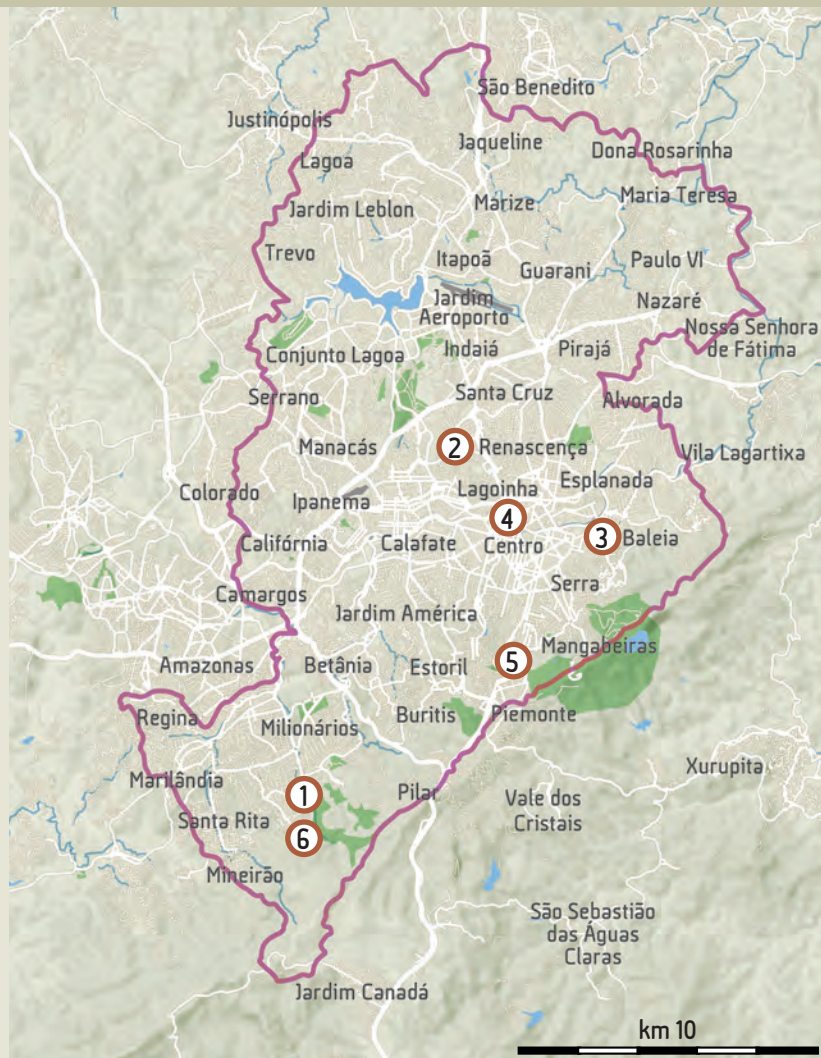 São Benedito
Justinópolis
Jaqueline
Dona Rosarinha
Lagoa
Maria Teresa
Marize
Jardim Leblon
Trevo
Itapoã
Guarani
Paulo VI
Jardim
Aeroporto
Nazaré
Nossa Senhora
de Fátima
Conjunto Lagoa
Indaiá
Pirajá
Serrano
Santa Cruz
Alvorada
Manacás
2
Renascença
Vila Lagartixa
Colorado
Ipanema
Lagoinha
Esplanada
4
Califórnia
Calafate
Centro
3
Baleia
Serra
Camargos
Jardim América
Mangabeiras
Amazonas
Betânia
Estoril
5
Regina
Milionários
Buritis
Piemonte
Marilândia
1
Pilar
Xurupita
Vale dos
Cristais
Santa Rita
6
Mineirão
São Sebastião
das Águas
Claras
Jardim Canadá
km 10